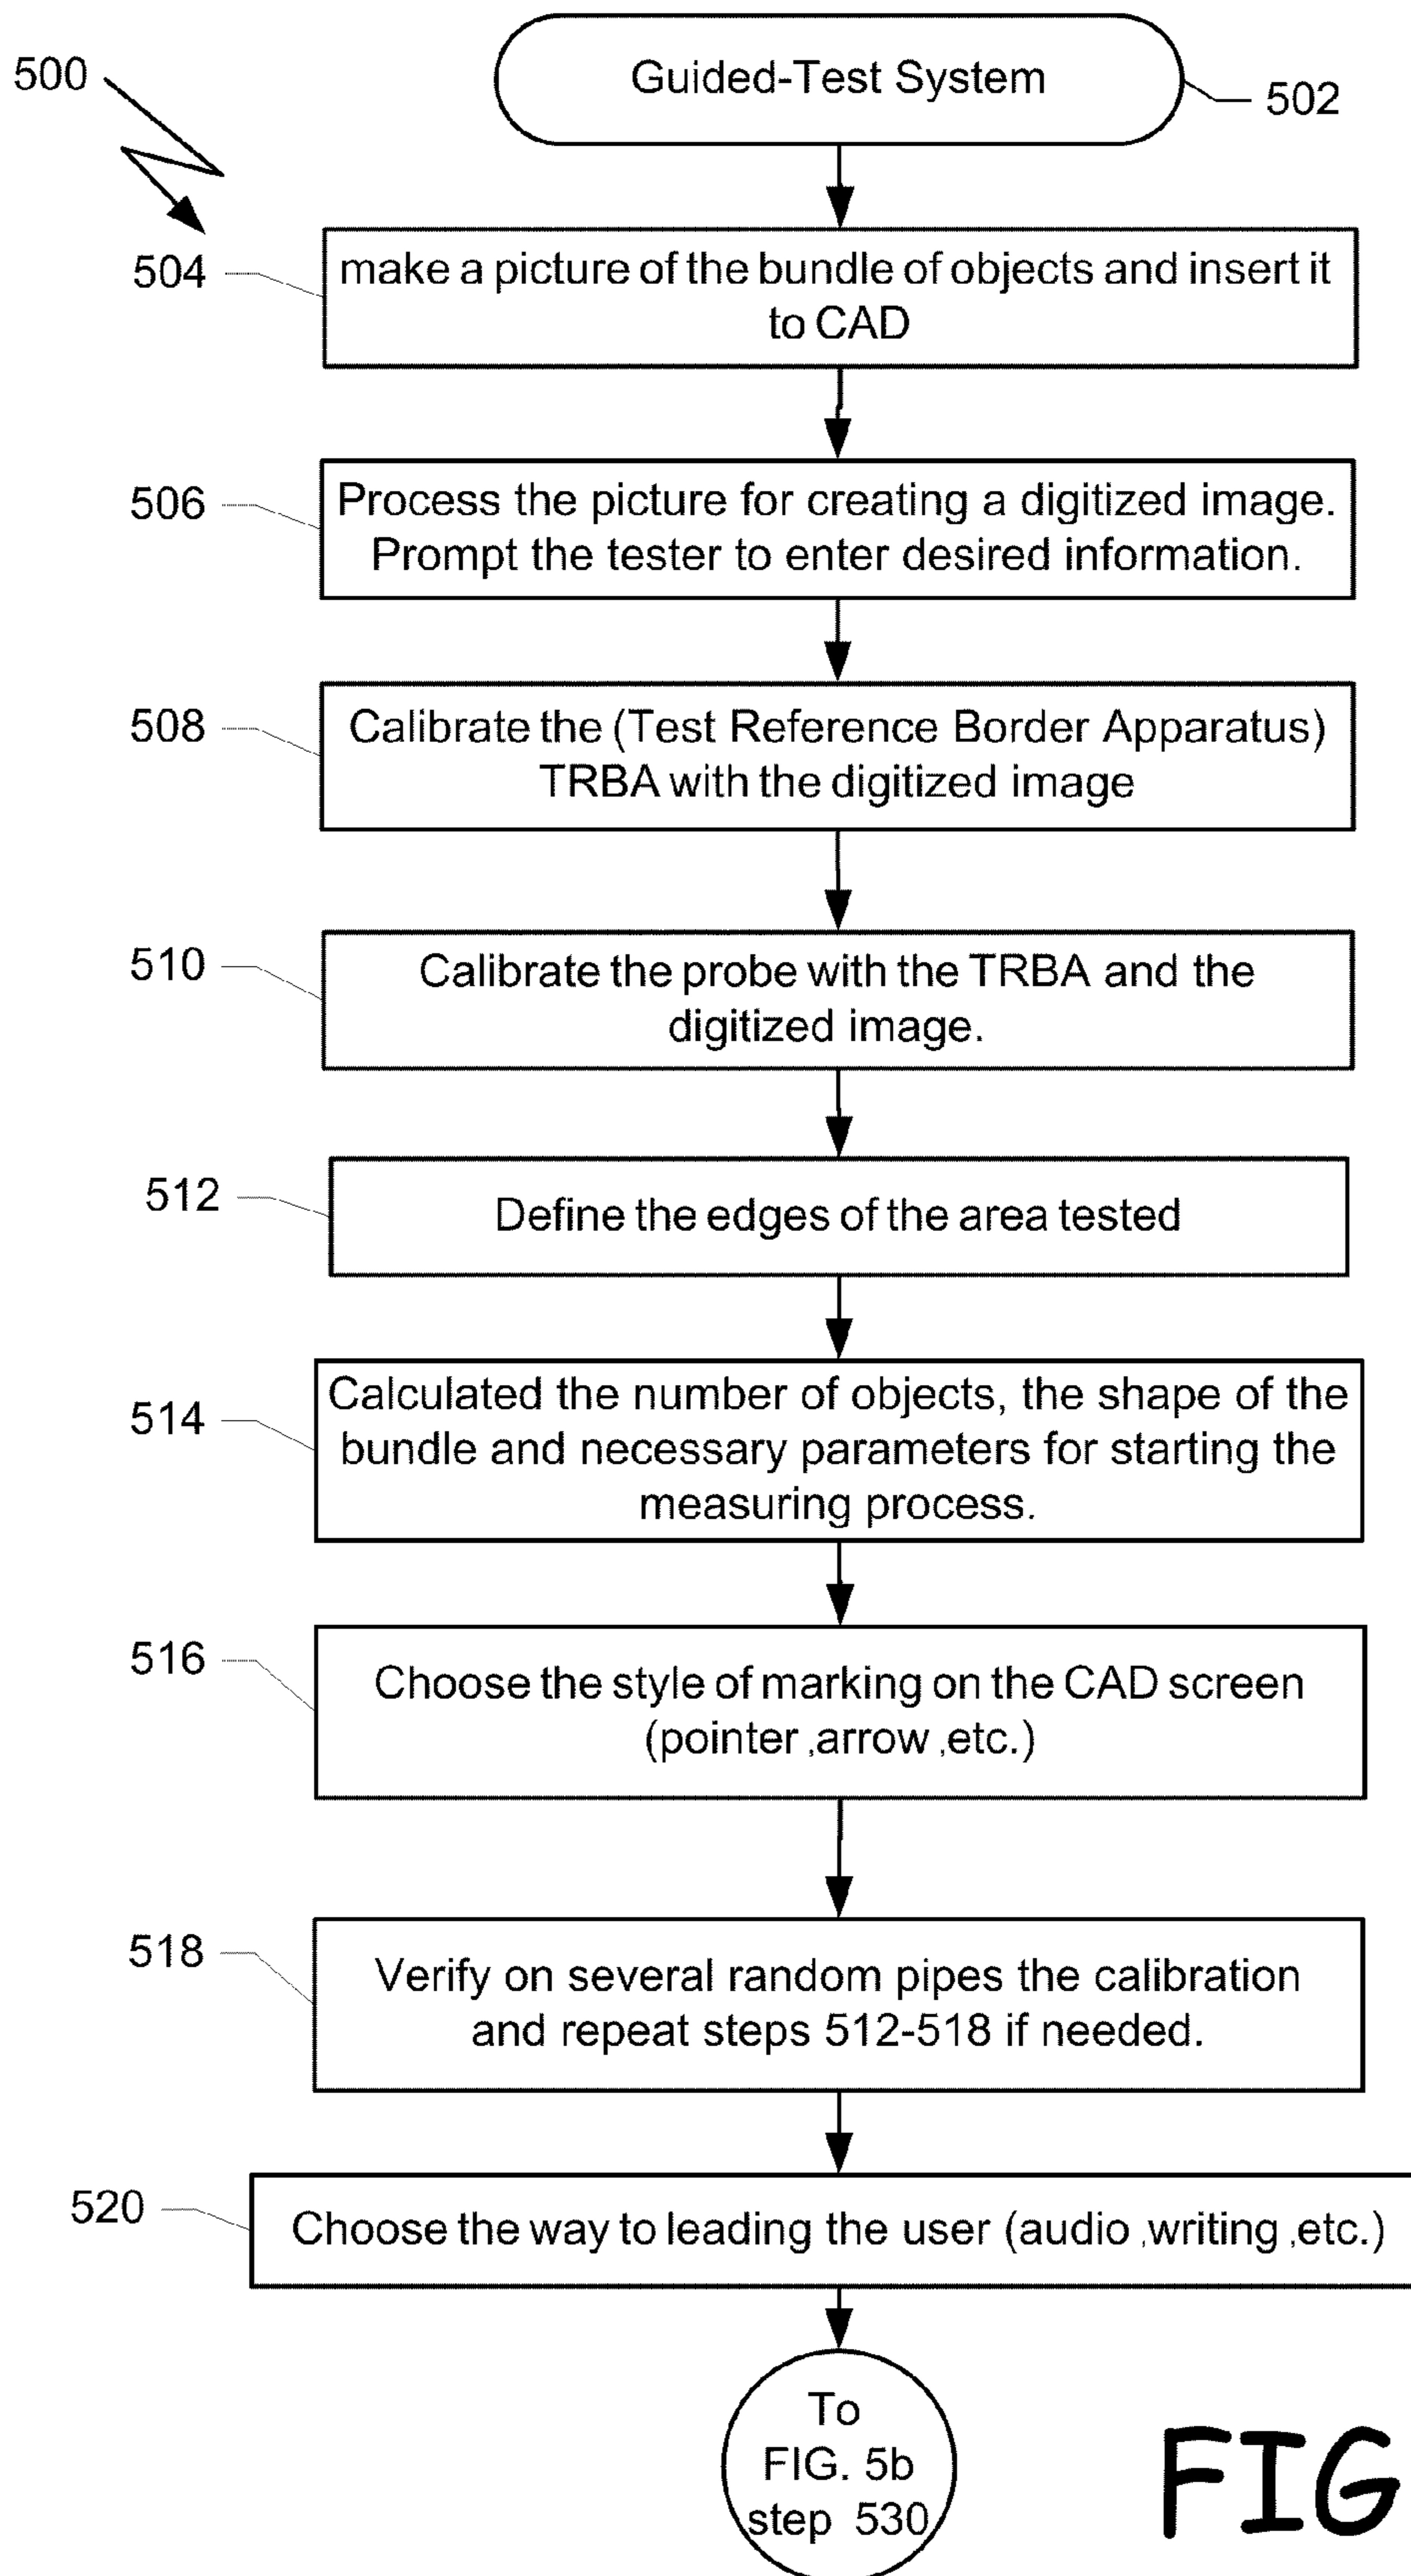 500
Guided-Test System
502
504
make a picture of the bundle of objects and insert it
to CAD
506
Process the picture for creating a digitized image.
Prompt the tester to enter desired information.
508
Calibrate the (Test Reference Border Apparatus)
TRBA with the digitized image
510
Calibrate the probe with the TRBA and the
digitized image.
512
Define the edges of the area tested
514
Calculated the number of objects, the shape of the
bundle and necessary parameters for starting the
measuring process.
516
Choose the style of marking on the CAD screen
(pointer ,arrow ,etc.)
518
Verify on several random pipes the calibration
and repeat steps 512-518 if needed.
520
Choose the way to leading the user (audio ,writing ,etc.)
To
FIG. 5b
step 530
FIG